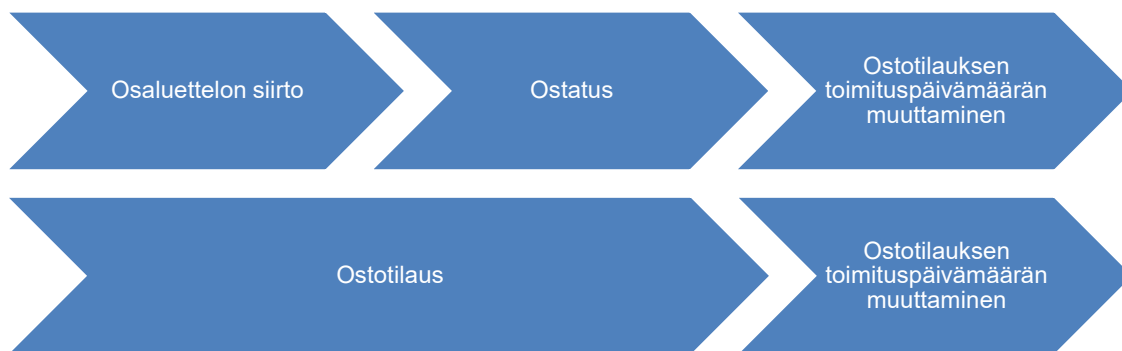 Osaluettelon siirto
Ostatus
Ostotilauksen
toimituspäivämäärän
muuttaminen
Ostotilaus
Ostotilauksen
toimituspäivämäärän
muuttaminen